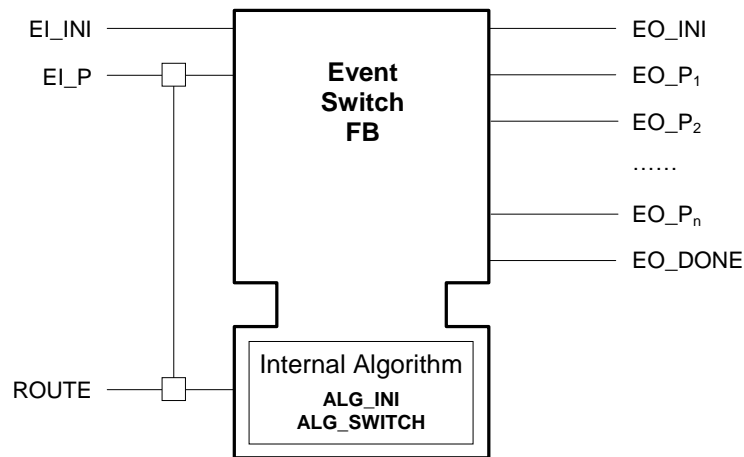 EI_INI
EI_P
ROUTE
Event
Switch
FB
Internal Algorithm
ALG_INI
ALG_SWITCH
EO_INI
EO_P₁
EO_P₂
......
EO_Pₙ
EO_DONE